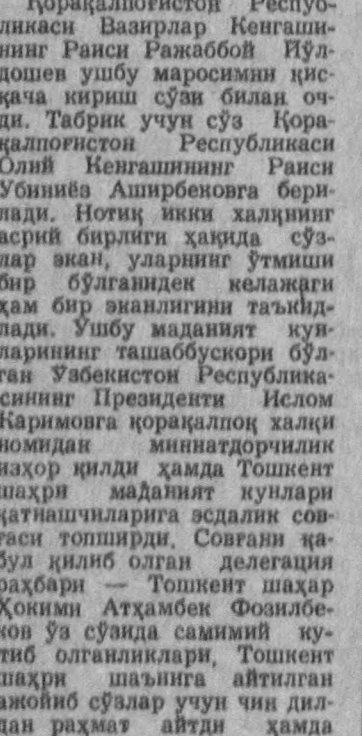 Қорақалпоғистон Респуб-
ликаси Вазирлар Кенгаши-
нинг Раиси Ражаббой Йўл-
дошев ушбу маросимни қис-
қача кириш сўзи билан оч-
ди. Табрик учун сўз Қора-
қалпоғистон Республикаси
Олий Кенгашининг Раиси
Убиниёз Аширбековга бери-
лади. Нотиқ икки халқнинг
асрий бирлиги ҳақида сўз-
лар экан, уларнинг ўтмиши
бир бўлганидек келажаги
ҳам бир эканлигини таъкид-
лади. Ушбу маданият кун-
ларининг ташаббускори бўл-
ган Ўзбекистон Республика-
сининг Президенти Ислом
Каримовга қорақалпоқ халқи
номидан миннатдорчилик
изҳор қилди ҳамда Тошкент
шаҳри маданият кунлари
қатнашчиларига эсдалик сов-
ғаси топширди. Совғани қа-
бул қилиб олган делегация
раҳбари — Тошкент шаҳар
Ҳокими Атҳамбек Фозилбе-
ков ўз сўзида самимий ку-
тиб олганликлари, Тошкент
шаҳри шаънига айтилган
ажойиб сўзлар учун чин дил-
дан раҳмат айтди ҳамда